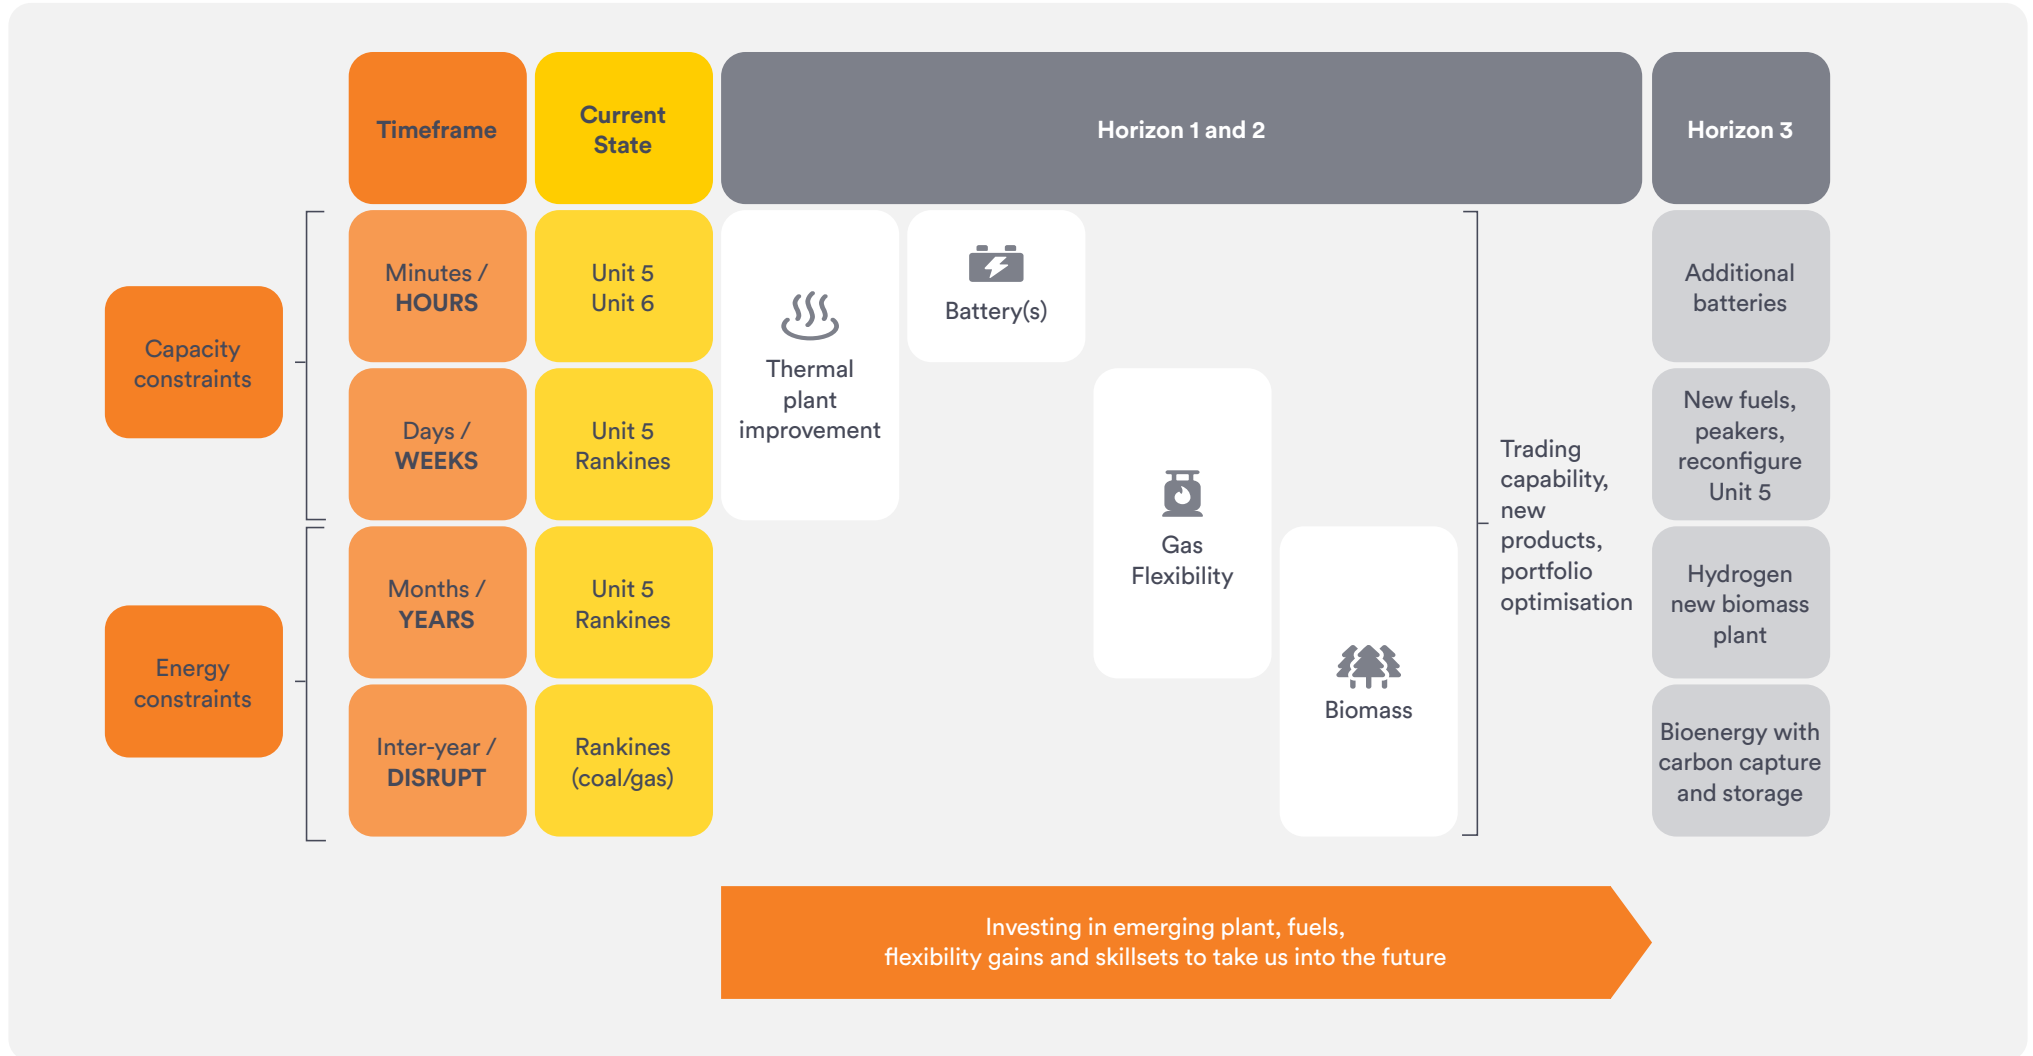 Timeframe
Current
State
Horizon 1 and 2
Horizon 3
Capacity
constraints
Minutes /
HOURS
Unit 5
Unit 6
Days /
WEEKS
Unit 5
Rankines
Energy
constraints
Months /
YEARS
Unit 5
Rankines
Inter-year /
DISRUPT
Rankines
(coal/gas)
Thermal
plant
improvement
Battery(s)
Gas
Flexibility
Biomass
Trading
capability,
new
products,
portfolio
optimisation
Additional
batteries
New fuels,
peakers,
reconfigure
Unit 5
Hydrogen
new biomass
plant
Bioenergy with
carbon capture
and storage
Investing in emerging plant, fuels,
flexibility gains and skillsets to take us into the future